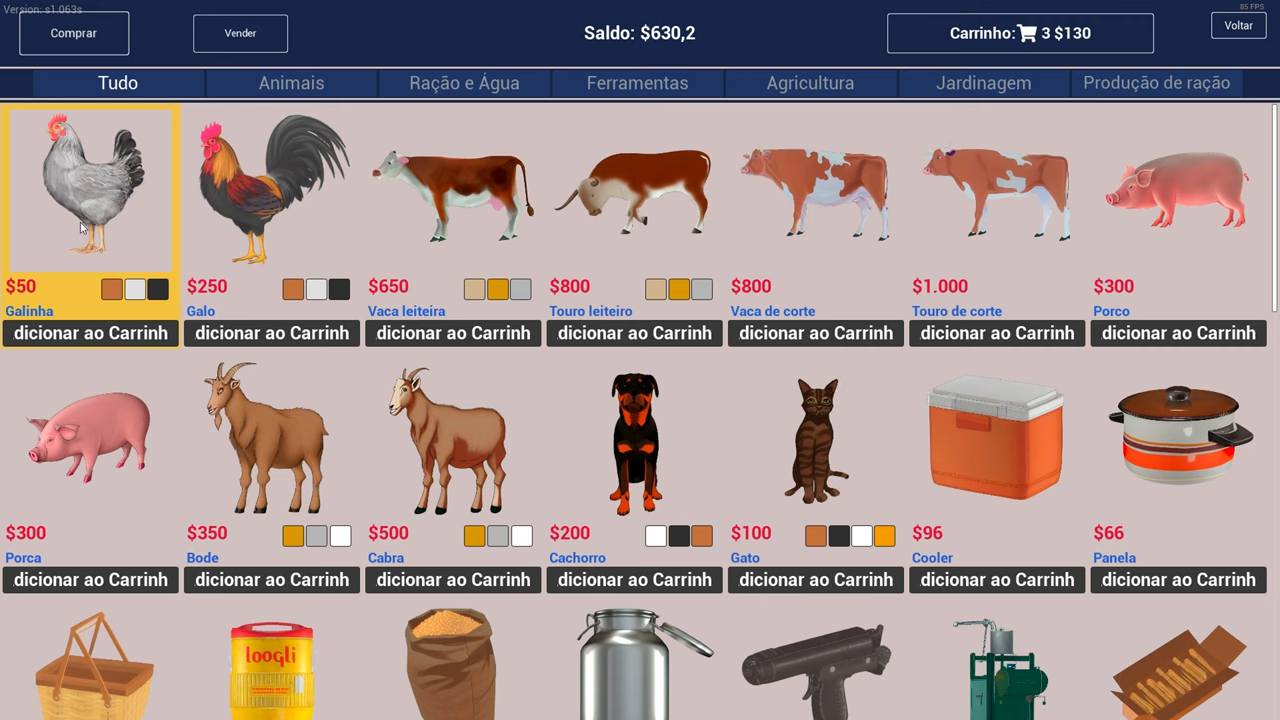 Version: s1.063s
85 FPS
Comprar
Vender
Saldo: $630,2
Carrinho: 3 $130
Voltar
Tudo
Animais
Ração e Água
Ferramentas
Agricultura
Jardinagem
Produção de ração
$50
$250
$650
$800
$800
$1.000
$300
Galinha
Galo
Vaca leiteira
Touro leiteiro
Vaca de corte
Touro de corte
Porco
dicionar ao Carrinh
dicionar ao Carrinh
dicionar ao Carrinh
dicionar ao Carrinh
dicionar ao Carrinh
dicionar ao Carrinh
dicionar ao Carrinh
$300
$350
$500
$200
$100
$96
$66
Porca
Bode
Cabra
Cachorro
Gato
Cooler
Panela
dicionar ao Carrinh
dicionar ao Carrinh
dicionar ao Carrinh
dicionar ao Carrinh
dicionar ao Carrinh
dicionar ao Carrinh
dicionar ao Carrinh
looqli